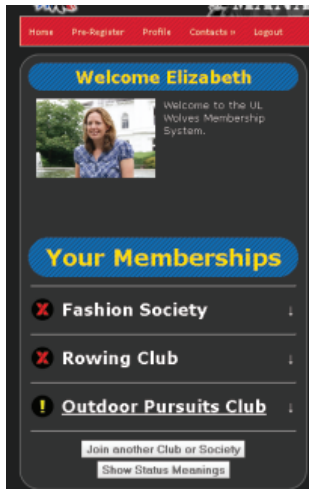 Home Pre-Register Profile Contacts » Logout
Welcome Elizabeth
Welcome to the UL
Wolves Membership
System.
Your Memberships
X Fashion Society ↓
X Rowing Club ↓
! Outdoor Pursuits Club ↓
Join another Club or Society
Show Status Meanings